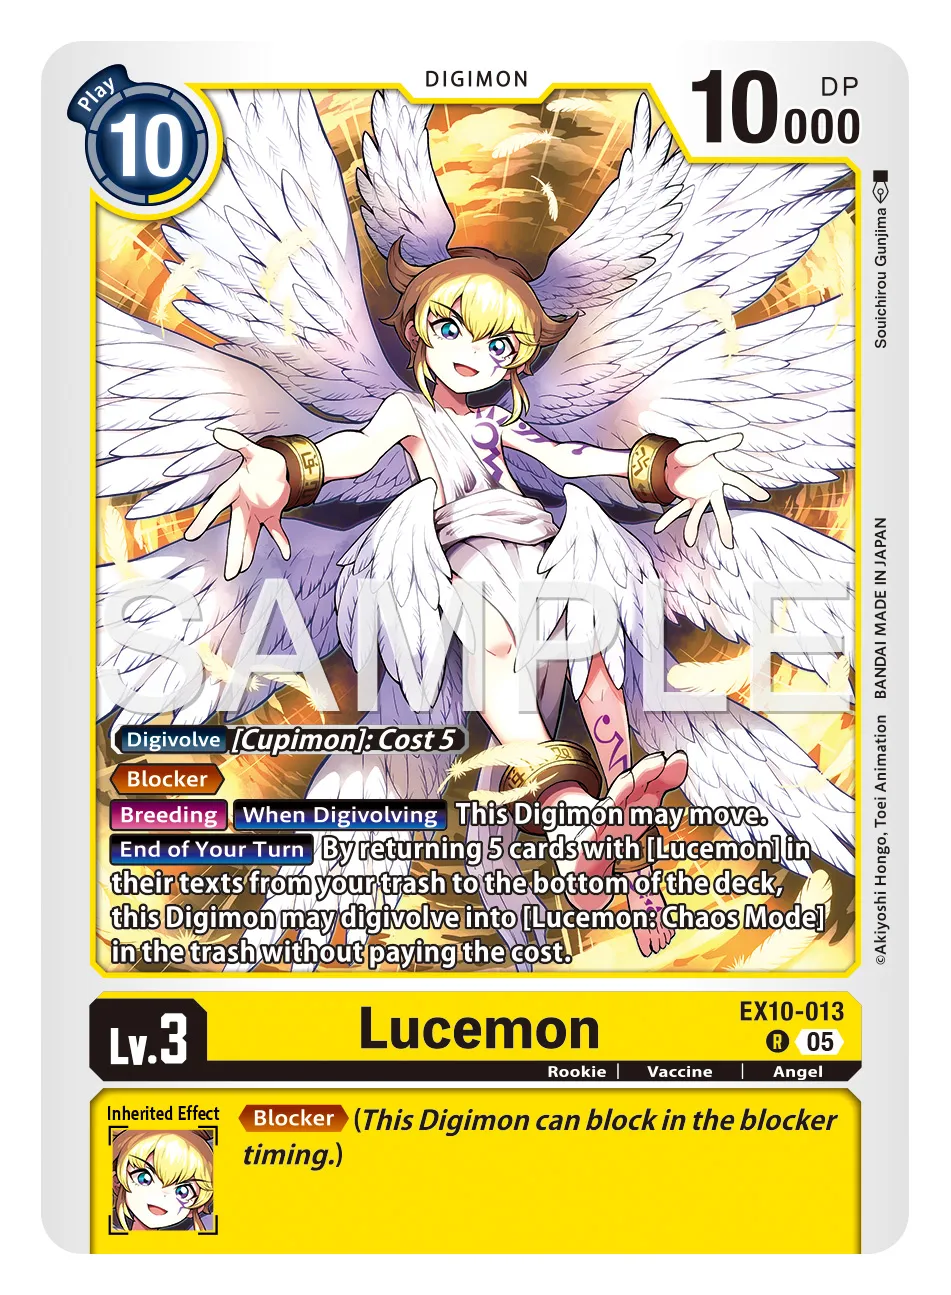 DIGIMON
Play
10
10000 DP
Souichirou Gunjima
BANDAI MADE IN JAPAN
©Akiyoshi Hongo, Toei Animation
SAMPLE
Digivolve [Cupimon]: Cost 5
Blocker
Breeding When Digivolving This Digimon may move.
End of Your Turn By returning 5 cards with [Lucemon] in
their texts from your trash to the bottom of the deck,
this Digimon may digivolve into [Lucemon: Chaos Mode]
in the trash without paying the cost.
Lv.3
Lucemon
EX10-013
R 05
Rookie | Vaccine | Angel
Inherited Effect
Blocker (This Digimon can block in the blocker
timing.)